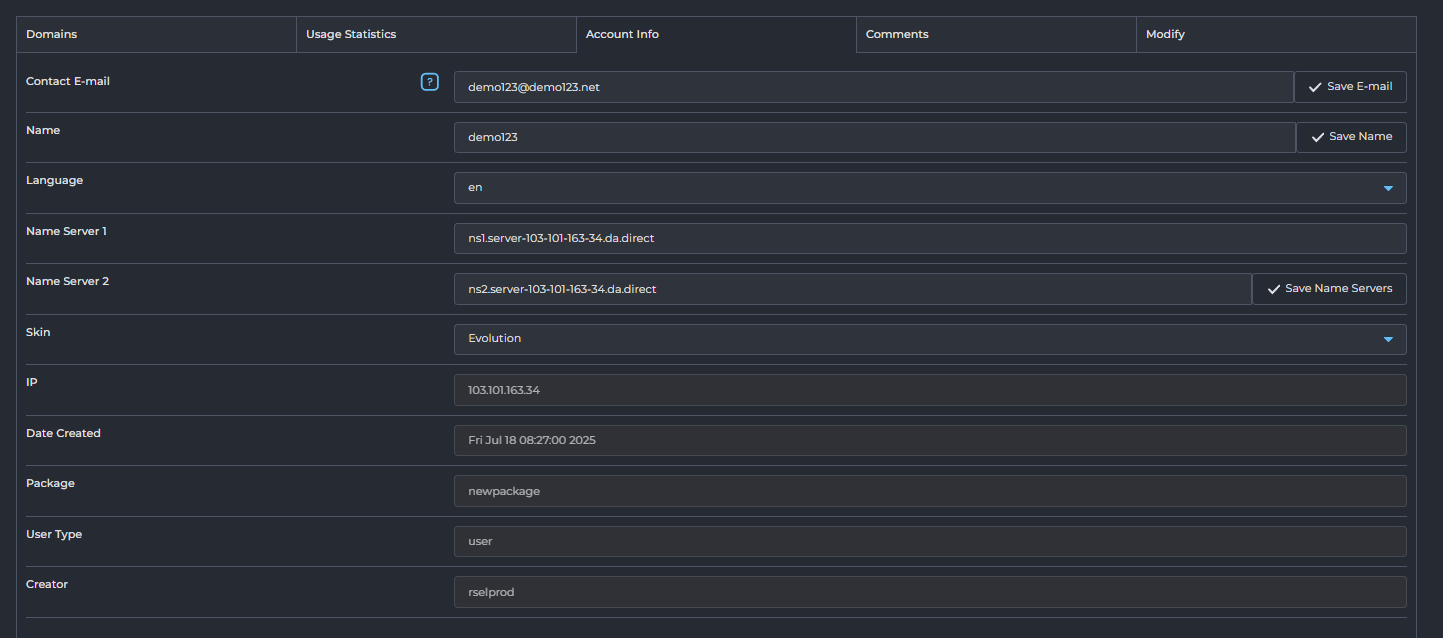 Domains
Usage Statistics
Account Info
Comments
Modify
Contact E-mail
?
demo123@demo123.net
Save E-mail
Name
demo123
Save Name
Language
en
Name Server 1
ns1.server-103-101-163-34.da.direct
Name Server 2
ns2.server-103-101-163-34.da.direct
Save Name Servers
Skin
Evolution
IP
103.101.163.34
Date Created
Fri Jul 18 08:27:00 2025
Package
newpackage
User Type
user
Creator
rselprod